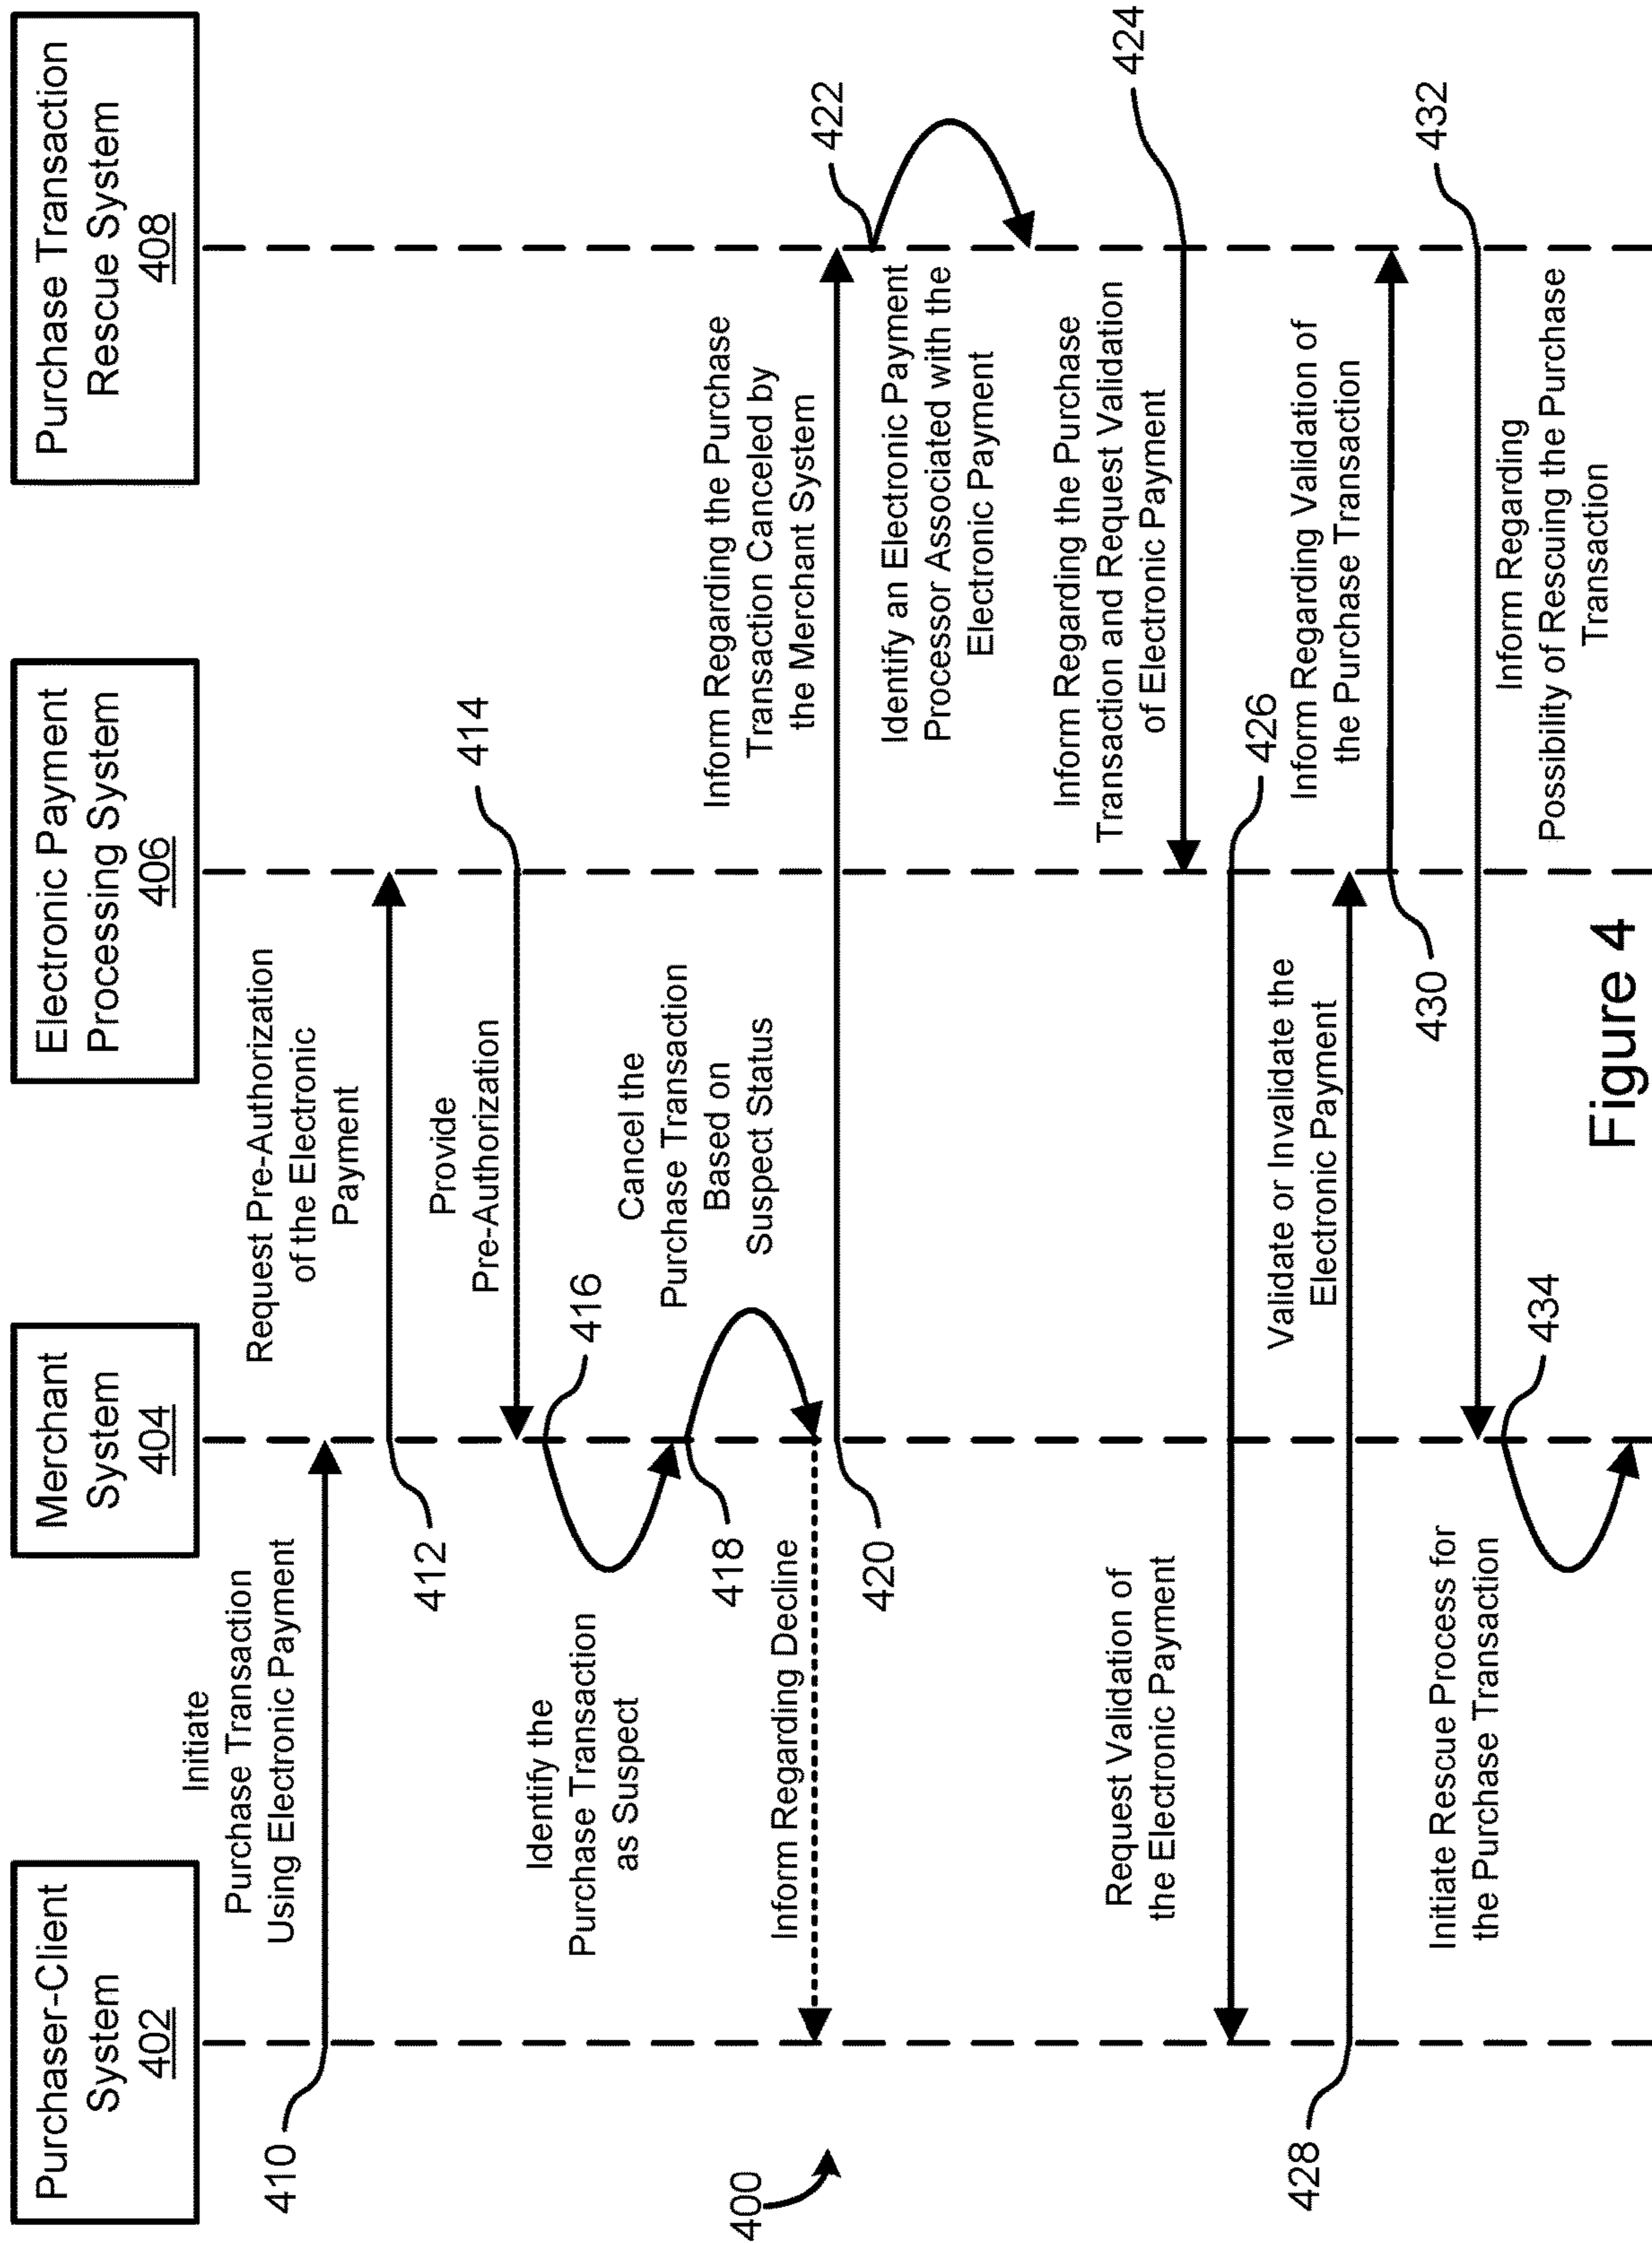 Purchaser-Client
System
402
Merchant
System
404
Electronic Payment
Processing System
406
Purchase Transaction
Rescue System
408
Initiate
Purchase Transaction
Using Electronic Payment
410
Request Pre-Authorization
of the Electronic
Payment
412
Provide
Pre-Authorization
414
Identify the
Purchase Transaction
as Suspect
416
Cancel the
Purchase Transaction
Based on
Suspect Status
418
Inform Regarding Decline
Inform Regarding the Purchase
Transaction Canceled by
the Merchant System
420
400
Identify an Electronic Payment
Processor Associated with the
Electronic Payment
422
Inform Regarding the Purchase
Transaction and Request Validation
of Electronic Payment
424
Request Validation of
the Electronic Payment
426
Validate or Invalidate the
Electronic Payment
428
Inform Regarding Validation of
the Purchase Transaction
430
Inform Regarding
Possibility of Rescuing the Purchase
Transaction
432
Initiate Rescue Process for
the Purchase Transaction
434
Figure 4